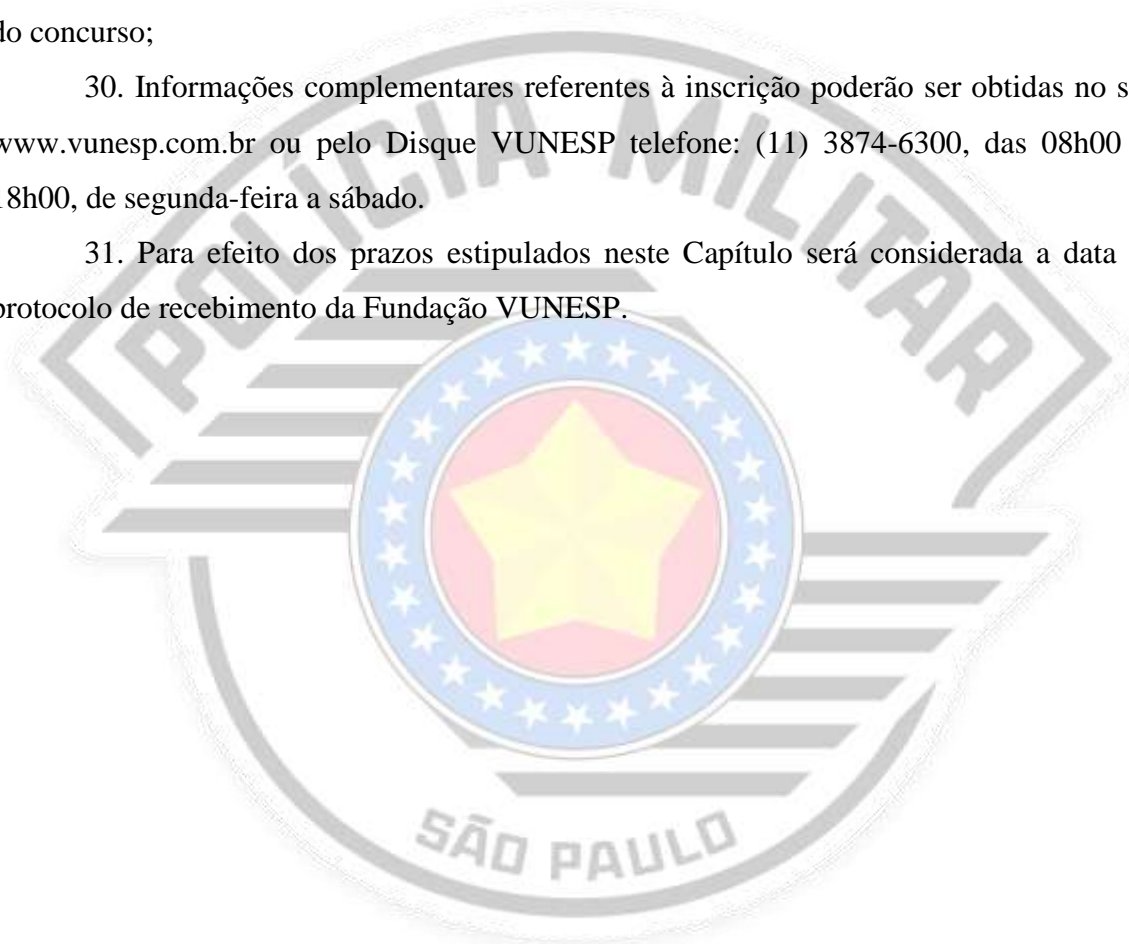 do concurso;
30. Informações complementares referentes à inscrição poderão ser obtidas no s
www.vunesp.com.br ou pelo Disque VUNESP telefone: (11) 3874-6300, das 08h00
18h00, de segunda-feira a sábado.
31. Para efeito dos prazos estipulados neste Capítulo será considerada a data
protocolo de recebimento da Fundação VUNESP.
POLÍCIA MILITAR
SÃO PAULO